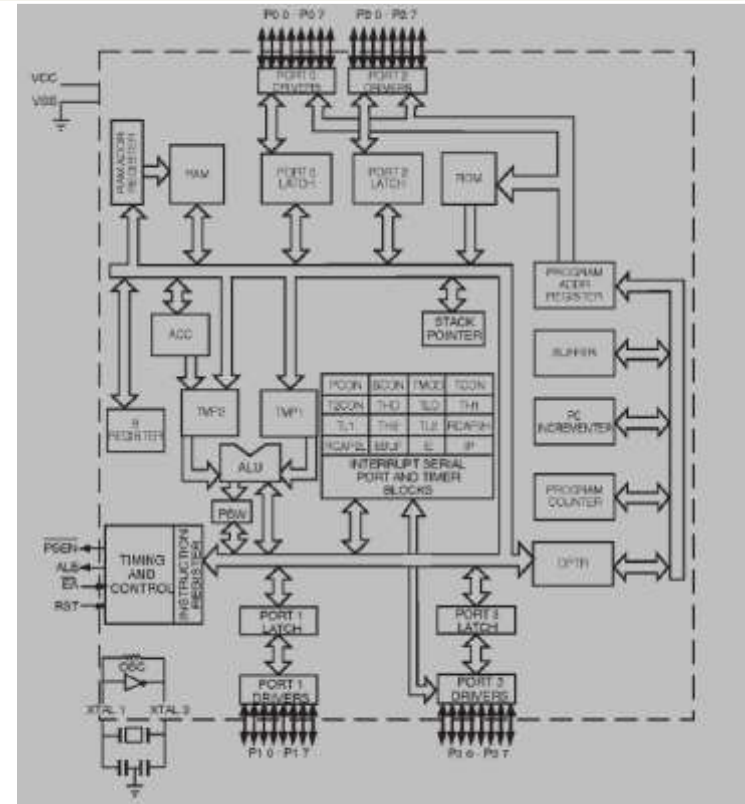 P0 0 - P0 7
P2 0 - P2 7
VCC
VSS
PORT 0
DRIVERS
PORT 2
DRIVERS
RAM ADDR
REGISTER
RAM
PORT 0
LATCH
PORT 2
LATCH
ROM
PROGRAM
ADDR
REGISTER
ACC
STACK
POINTER
BUFFER
B
REGISTER
TMP2
TMP1
PCON SCON TMOD TCON
T2CON TH0 TL0 TH1
TL1 TH2 TL2 RCAP2H
RCAP2L SBUF IE IP
INTERRUPT SERIAL
PORT AND TIMER
BLOCKS
PC
INCREMENTER
ALU
PSW
PROGRAM
COUNTER
PSEN
ALE
EA
RST
TIMING
AND
CONTROL
INSTRUCTION
REGISTER
DPTR
PORT 1
LATCH
PORT 3
LATCH
OSC
XTAL 1
XTAL 2
PORT 1
DRIVERS
PORT 3
DRIVERS
P1 0 - P1 7
P3 0 - P3 7